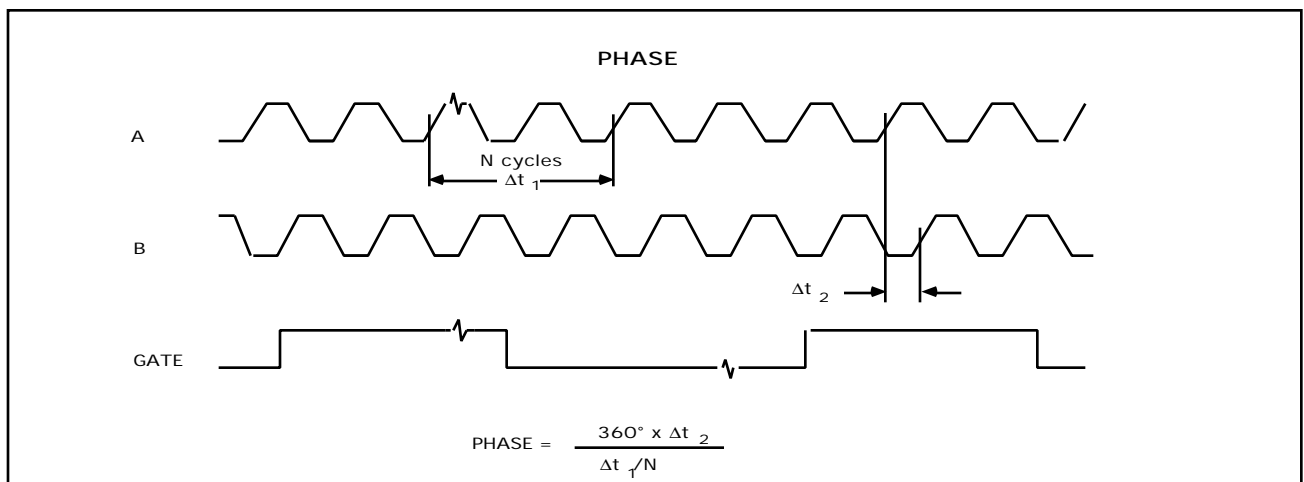 PHASE
A
N cycles
Δt 1
B
Δt 2
GATE
PHASE = 360° x Δt 2
Δt 1/N